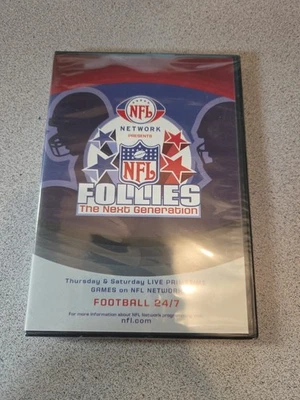 NFL
NETWORK
PRESENTS
NFL
FOLLIES
The Next Generation
Thursday & Saturday LIVE
GAMES on NFL NETWORK
FOOTBALL 24/7
For more information about NFL Network
nfl.com